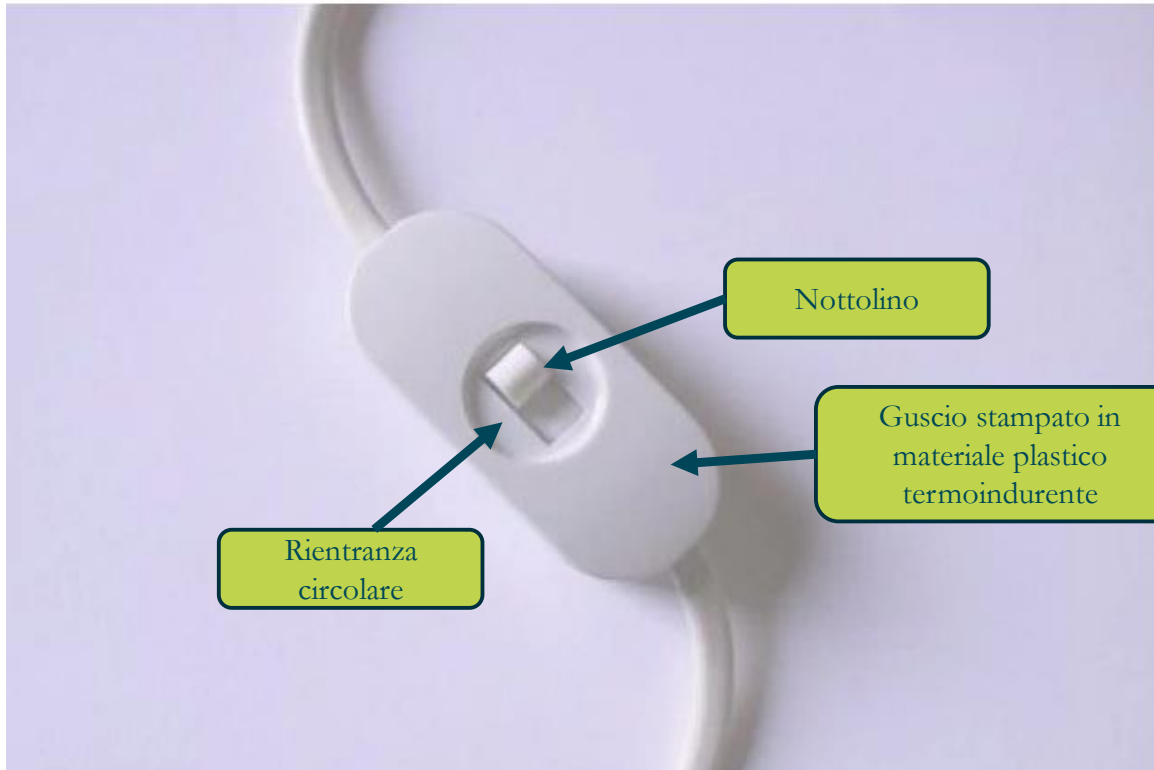 Nottolino
Guscio stampato in
materiale plastico
termoindurente
Rientranza
circolare